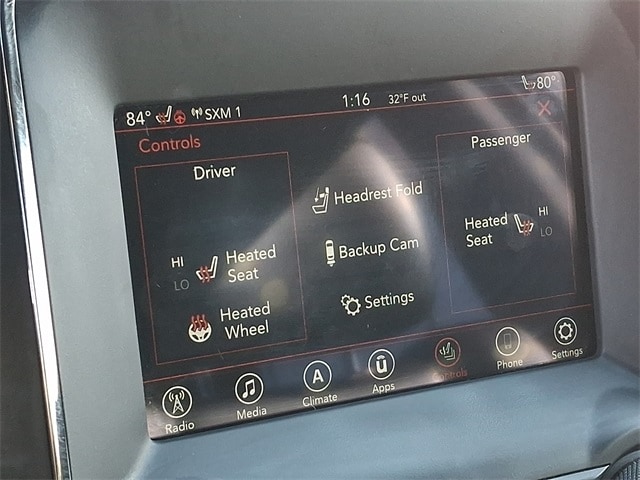 84° SXM 1 1:16 32°F out 80°
Controls
Driver
HI
LO
Heated
Seat
Heated
Wheel
Headrest Fold
Backup Cam
Settings
Passenger
Heated
Seat
HI
LO
Radio
Media
A
Climate
Apps
Controls
Phone
Settings